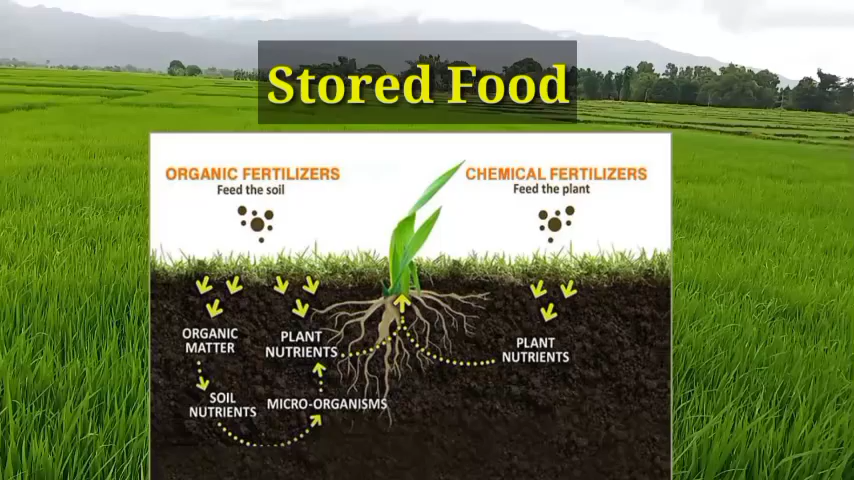 Stored Food
ORGANIC FERTILIZERS
Feed the soil
CHEMICAL FERTILIZERS
Feed the plant
ORGANIC
MATTER
PLANT
NUTRIENTS
PLANT
NUTRIENTS
SOIL
NUTRIENTS
MICRO-ORGANISMS